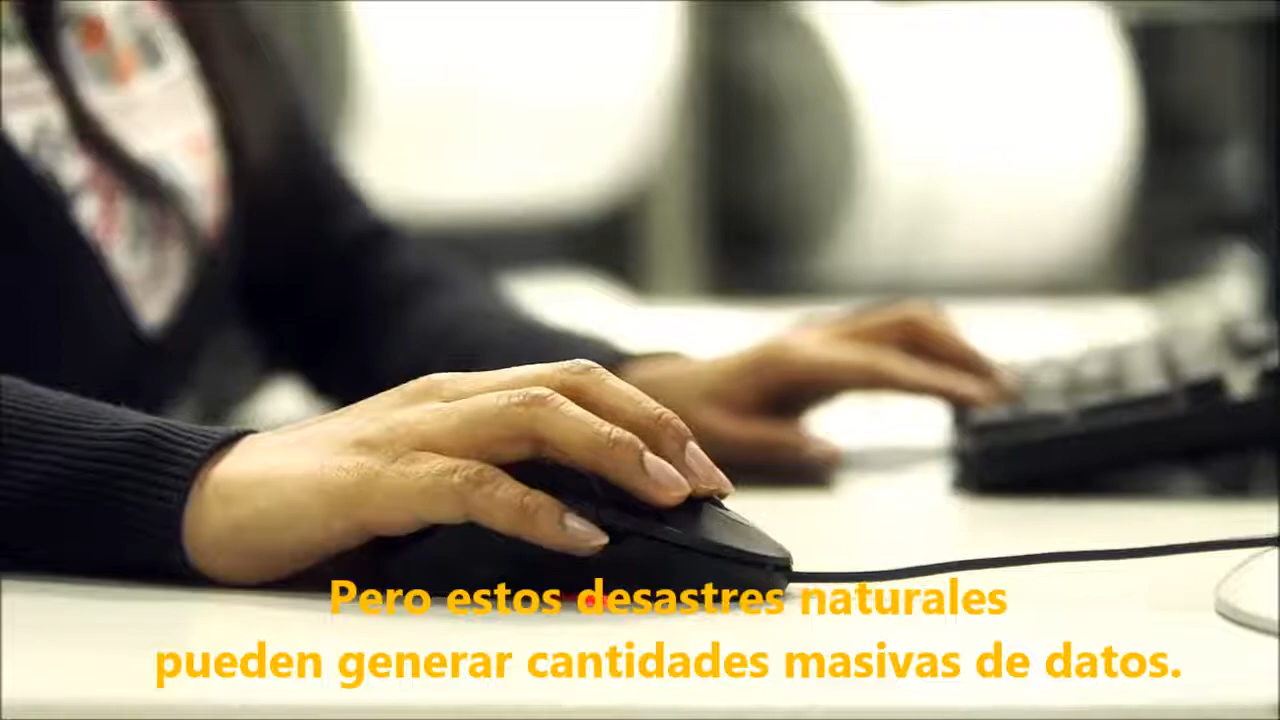 Pero estos desastres naturales
pueden generar cantidades masivas de datos.